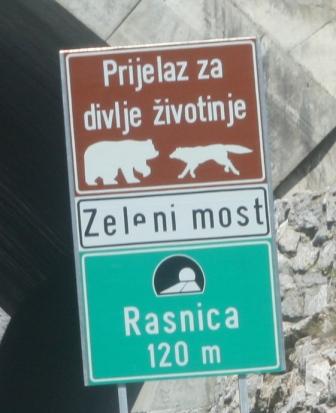 Prijelaz za
divlje životinje
Zeleni most
Rasnica
120 m